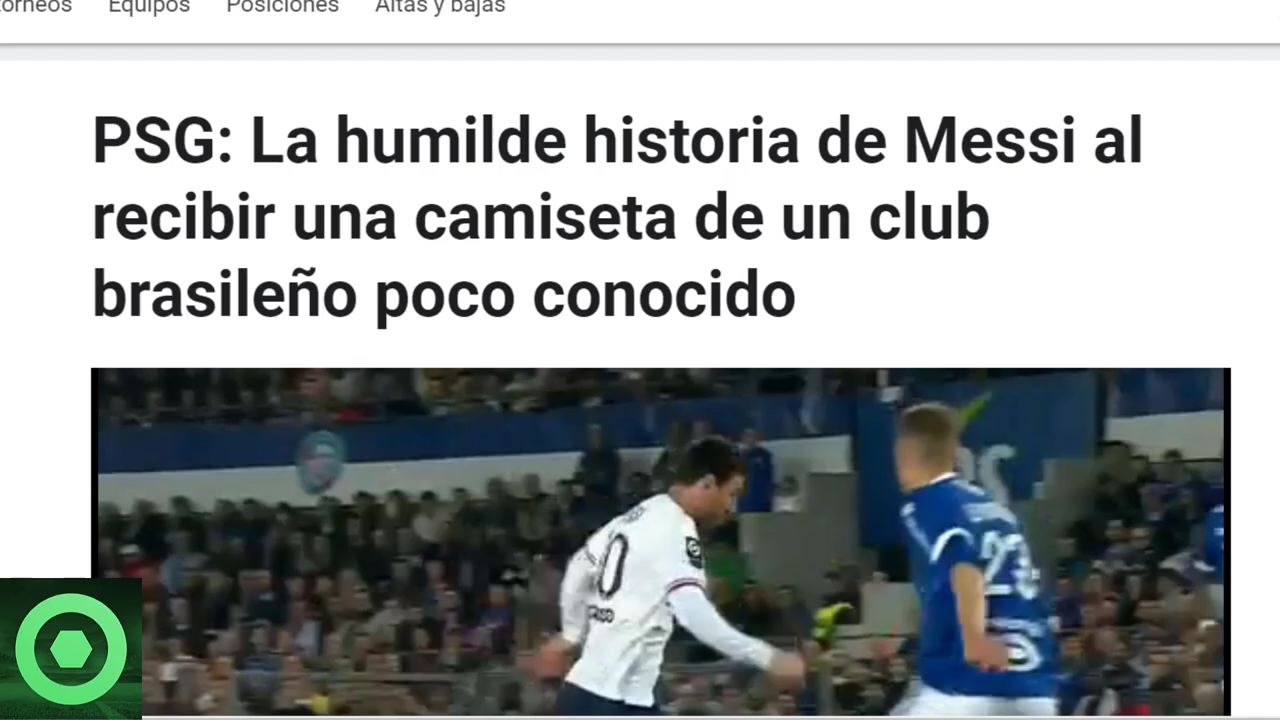 Equipos Posiciones Altas y bajas
PSG: La humilde historia de Messi al
recibir una camiseta de un club
brasileño poco conocido
23